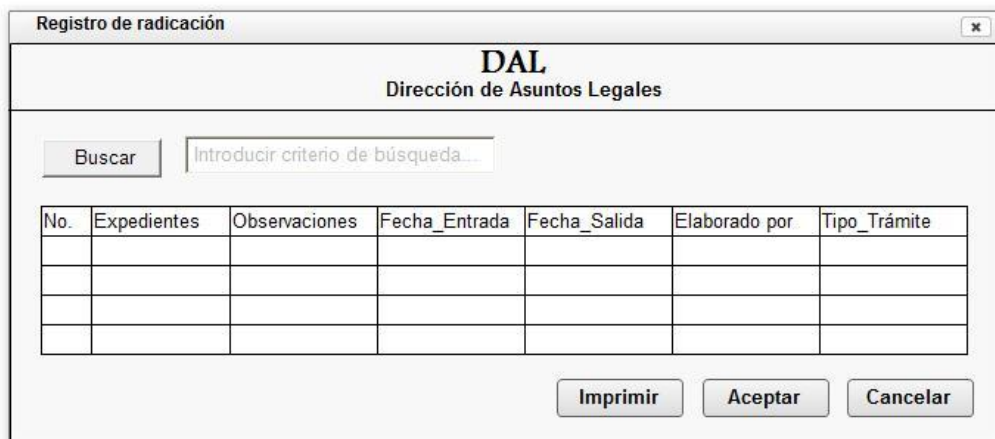 Registro de radicación
DAL
Dirección de Asuntos Legales
Buscar Introducir criterio de búsqueda...
No. Expedientes Observaciones Fecha_Entrada Fecha_Salida Elaborado por Tipo_Trámite
Imprimir Aceptar Cancelar